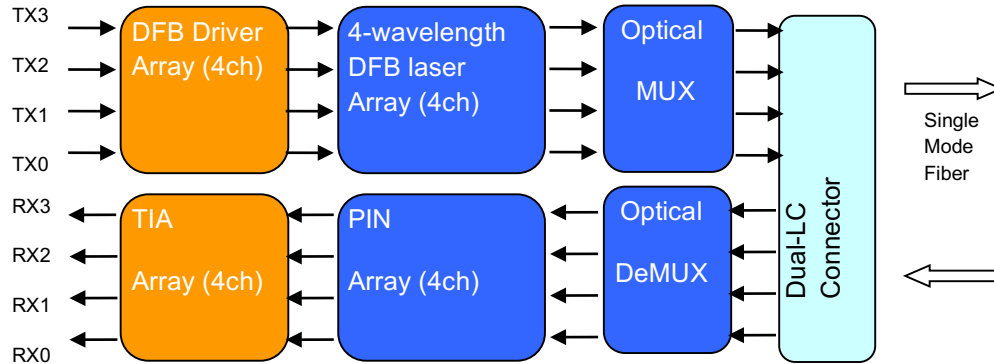 TX3
TX2
TX1
TX0
DFB Driver
Array (4ch)
4-wavelength
DFB laser
Array (4ch)
Optical
MUX
Dual-LC
Connector
Single
Mode
Fiber
RX3
RX2
RX1
RX0
TIA
Array (4ch)
PIN
Array (4ch)
Optical
DeMUX